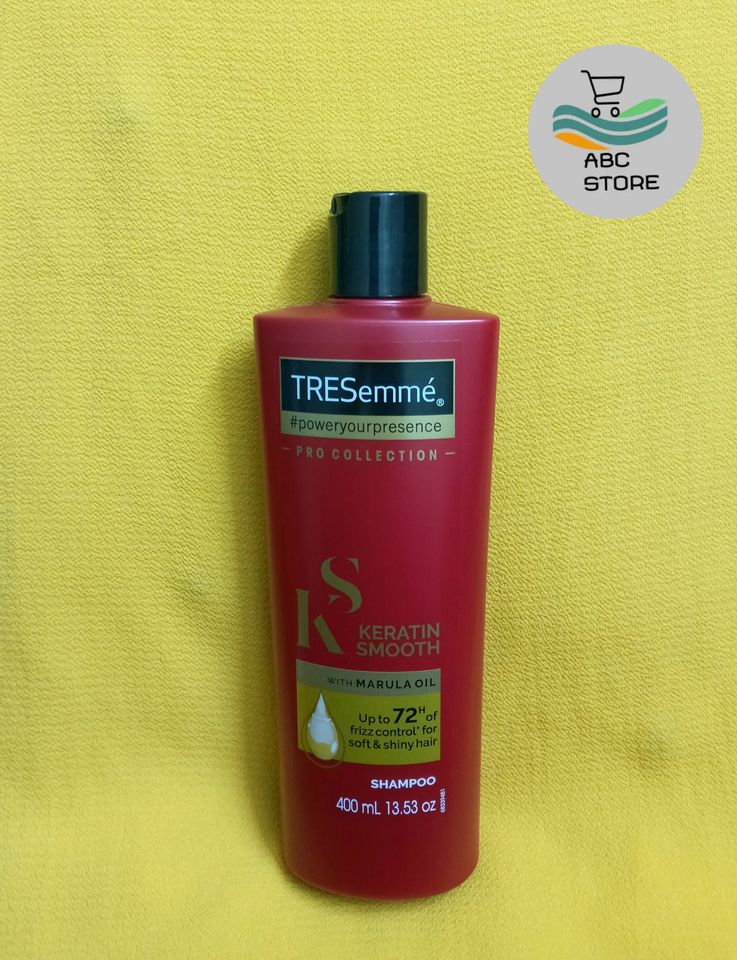 ABC
STORE
TRESemmé®
#poweryourpresence
PRO COLLECTION
KS
KERATIN
SMOOTH
WITH MARULA OIL
Up to 72H of
frizz control* for
soft & shiny hair
SHAMPOO
400 mL 13.53 oz